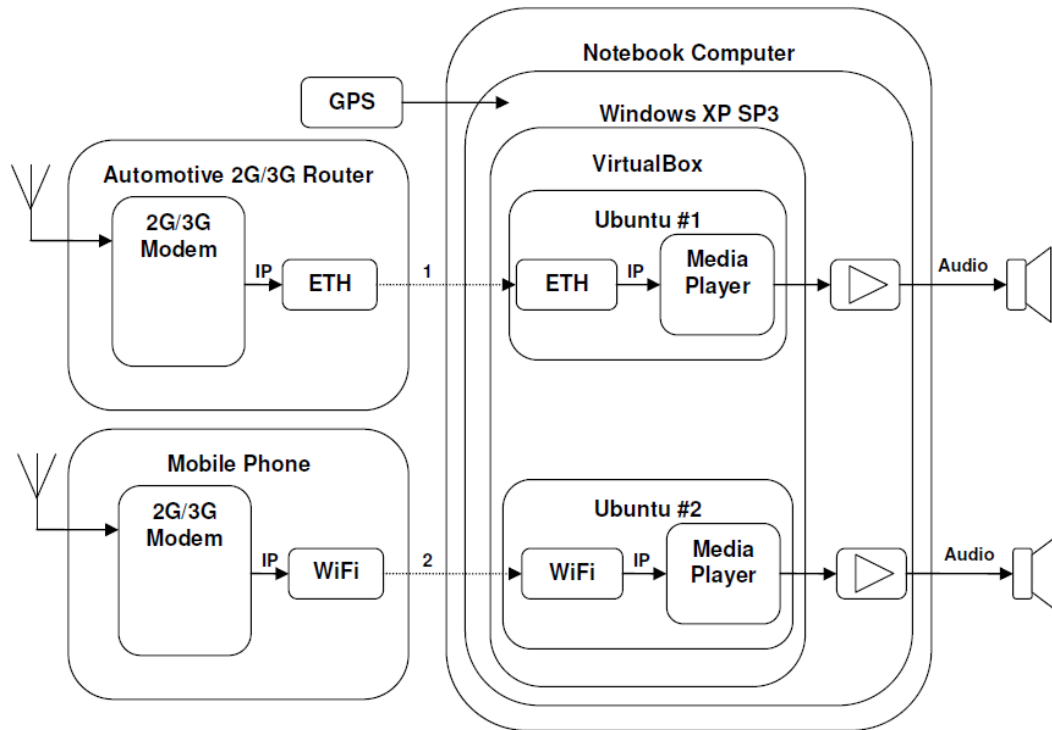 Notebook Computer
GPS
Windows XP SP3
Automotive 2G/3G Router
VirtualBox
2G/3G
Modem
IP
ETH
1
Ubuntu #1
ETH
IP
Media
Player
Audio
Mobile Phone
2G/3G
Modem
IP
WiFi
2
Ubuntu #2
WiFi
IP
Media
Player
Audio